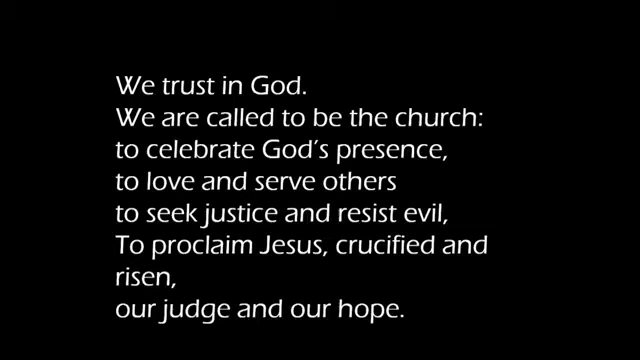 We trust in God.
We are called to be the church:
to celebrate God's presence,
to love and serve others
to seek justice and resist evil,
To proclaim Jesus, crucified and
risen,
our judge and our hope.